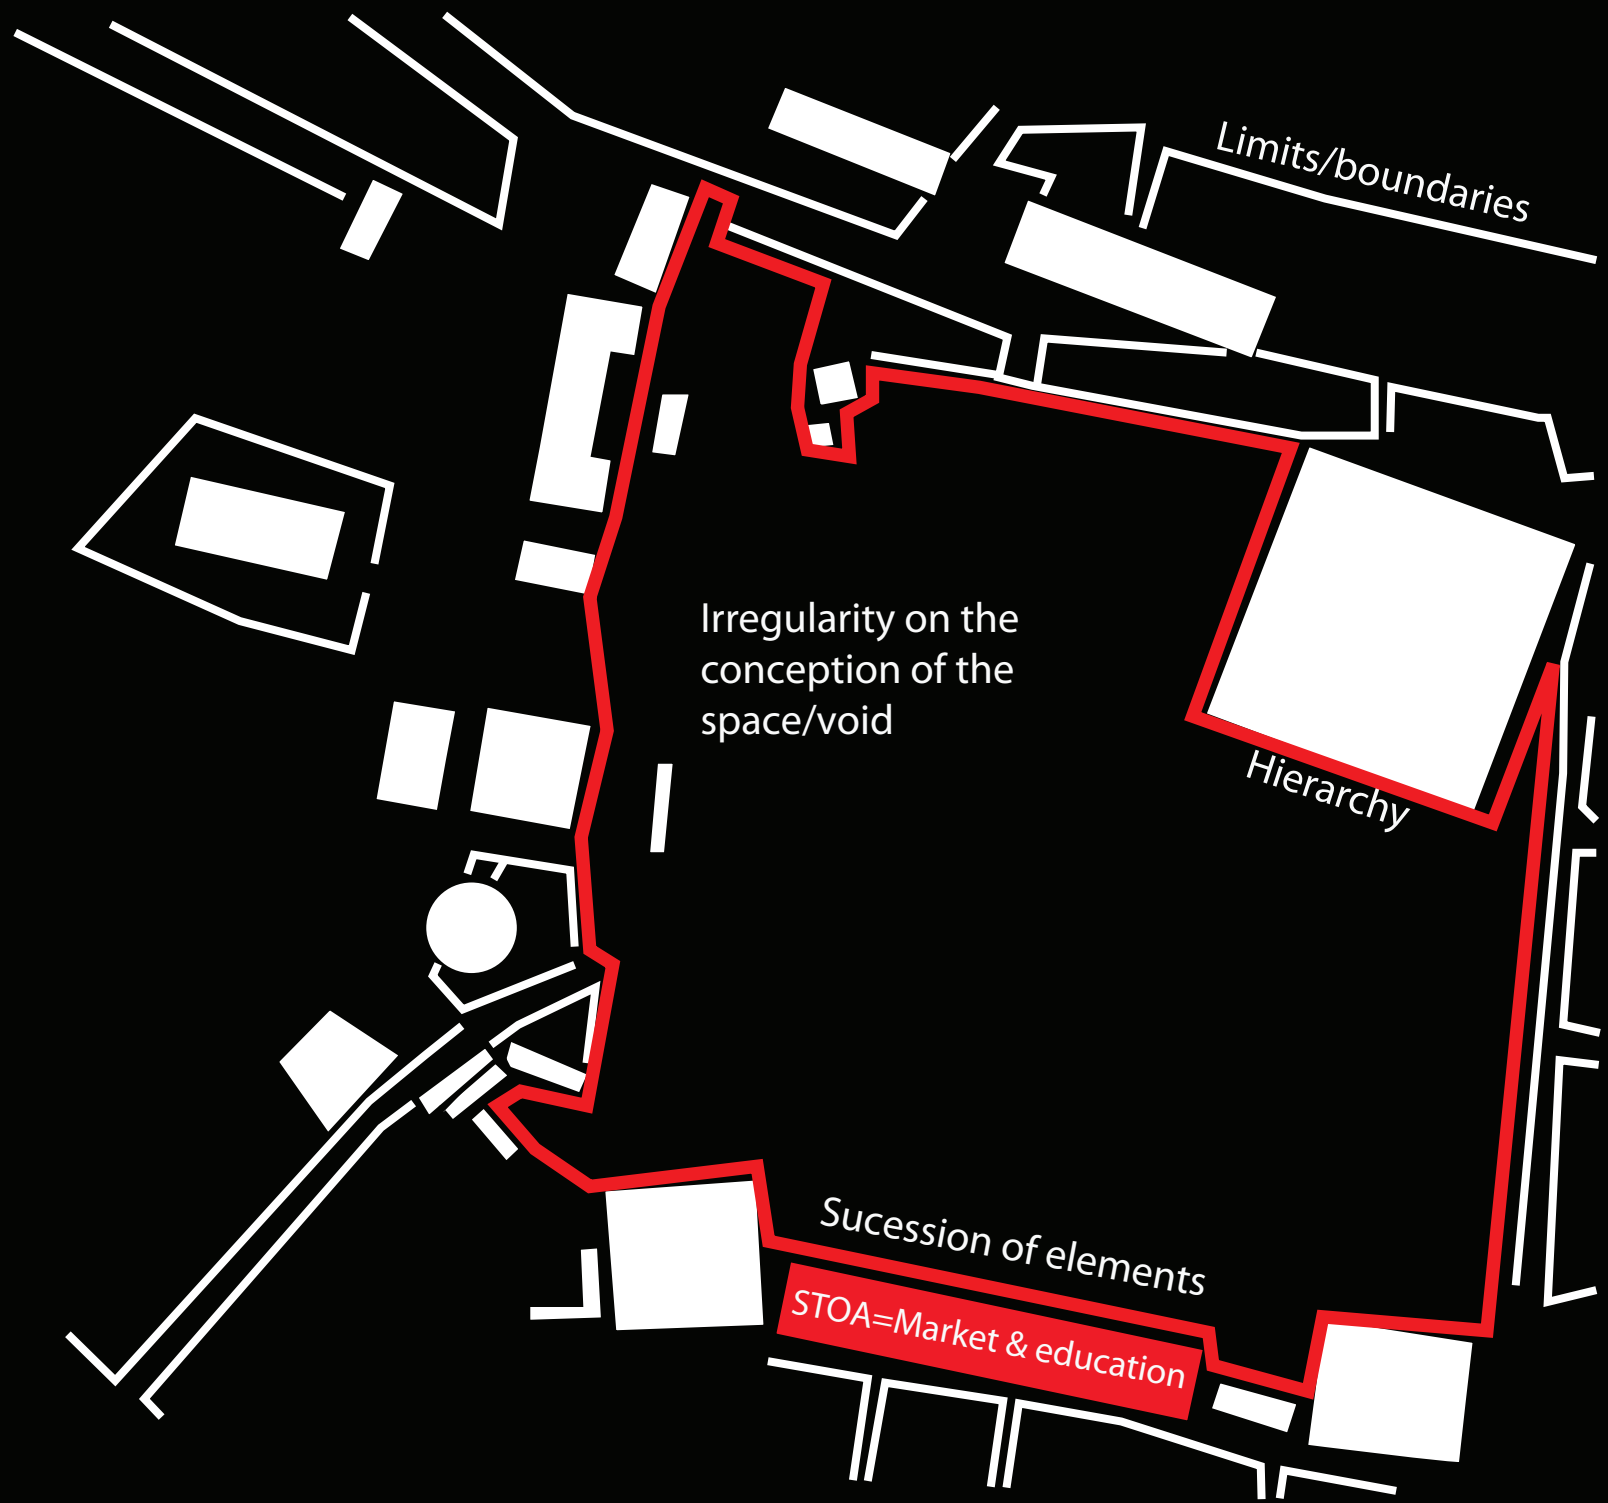 Limits/boundaries
Irregularity on the
conception of the
space/void
Hierarchy
Sucession of elements
STOA=Market & education